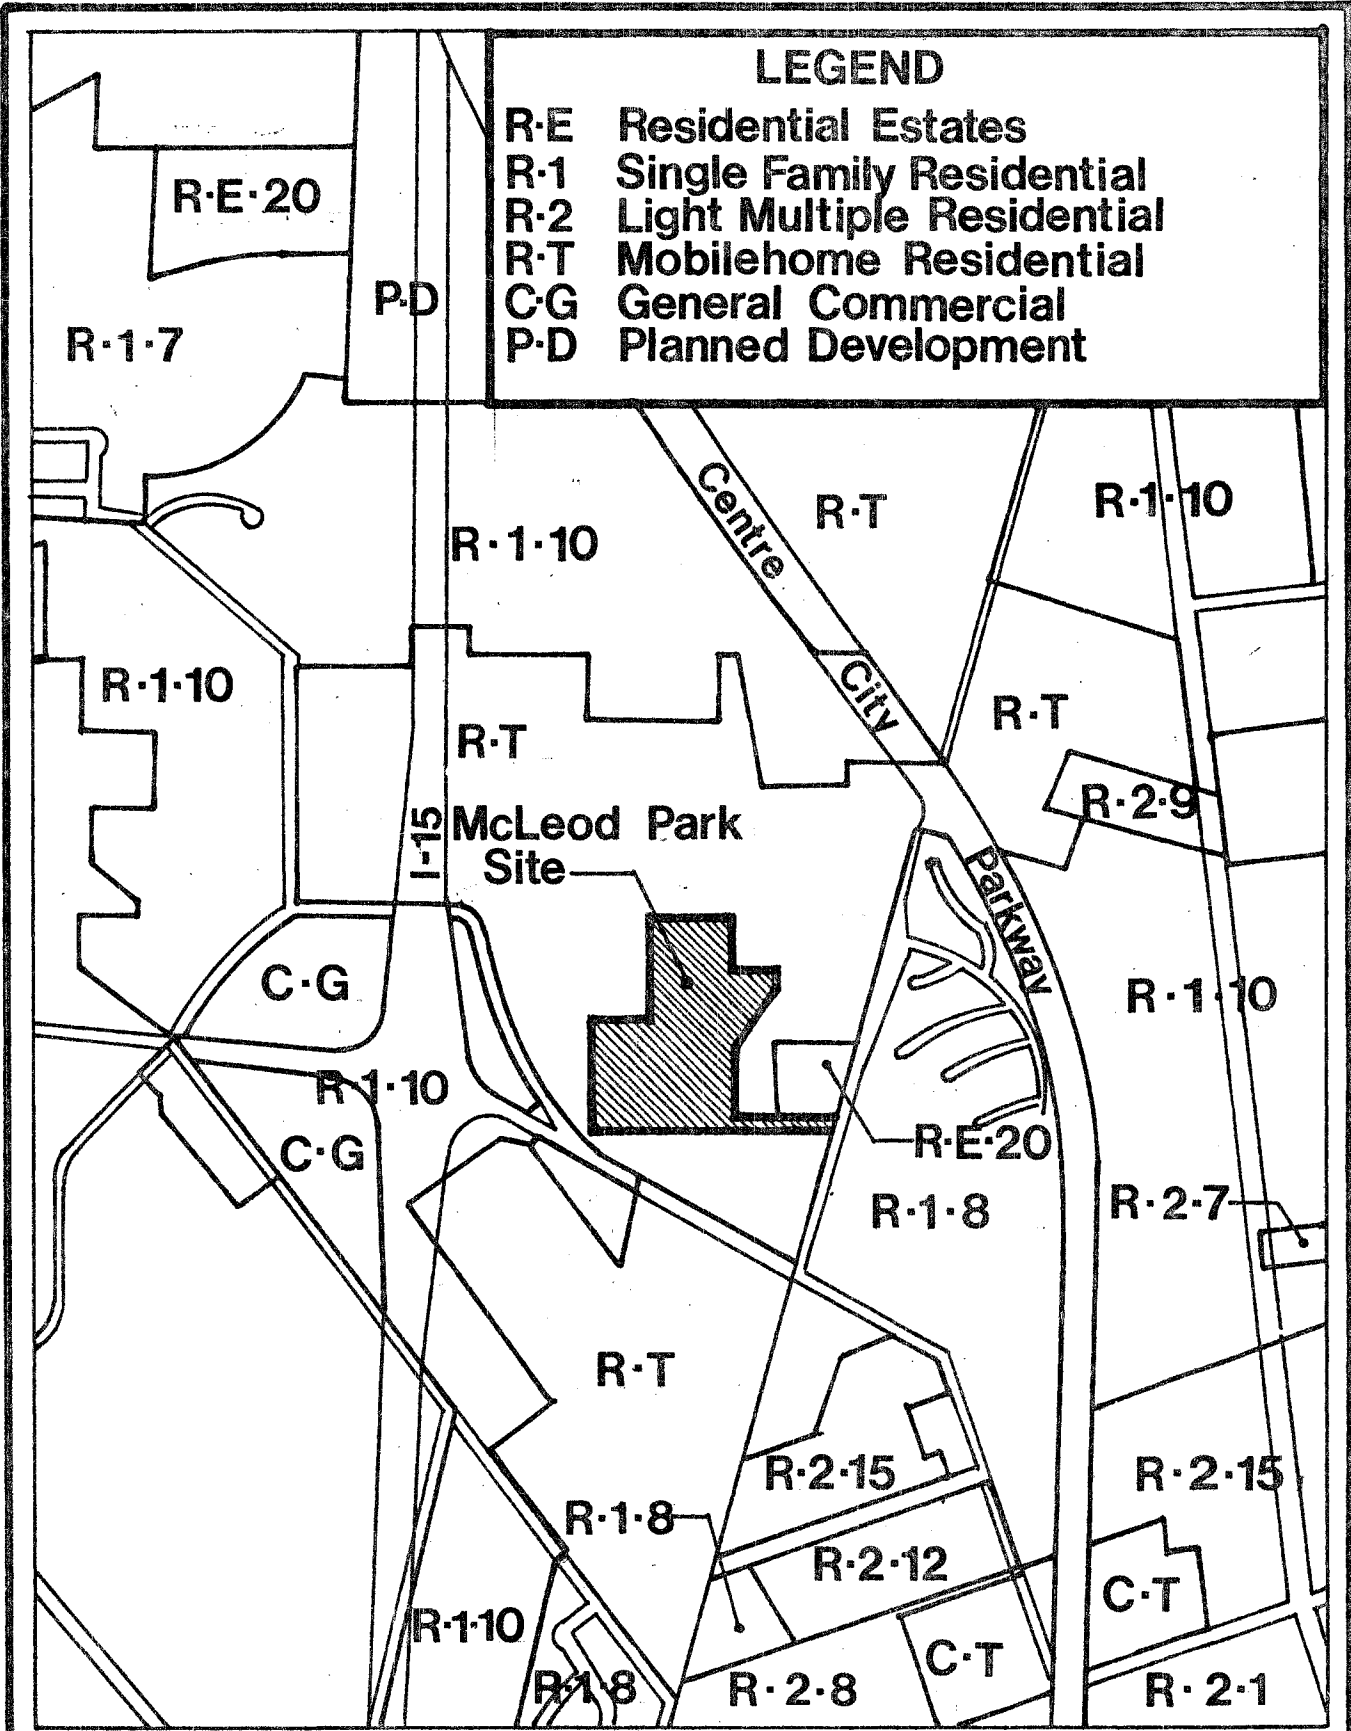 LEGEND
R·E Residential Estates
R·1 Single Family Residential
R·2 Light Multiple Residential
R·T Mobilehome Residential
C·G General Commercial
P·D Planned Development
R·E·20
P·D
R·1·7
Centre
R·T
R·1·10
R·1·10
R·1·10
City
R·T
R·T
R·2·9
I-15
McLeod Park
Site
Parkway
C·G
R·1·10
R·1·10
C·G
R·E·20
R·1·8
R·2·7
R·T
R·2·15
R·2·15
R·1·8
R·2·12
C·T
R·1·10
C·T
R·1·8
R·2·8
R·2·1